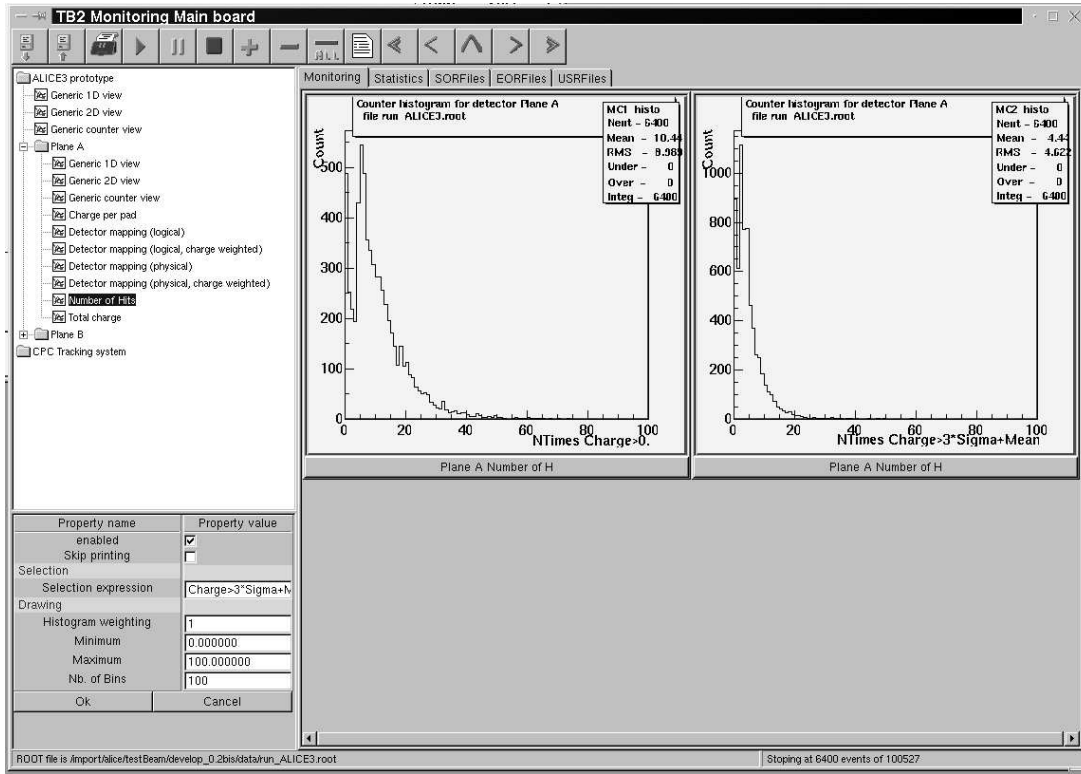 TB2 Monitoring Main board
ALL
ALICE3 prototype
Generic 1D view
Generic 2D view
Generic counter view
Plane A
Generic 1D view
Generic 2D view
Generic counter view
Charge per pad
Detector mapping (logical)
Detector mapping (logical, charge weighted)
Detector mapping (physical)
Detector mapping (physical, charge weighted)
Number of Hits
Total charge
Plane B
CPC Tracking system
Property name Property value
enabled
Skip printing
Selection
Selection expression Charge>3*Sigma+M
Drawing
Histogram weighting 1
Minimum 0.000000
Maximum 100.000000
Nb. of Bins 100
Ok Cancel
Monitoring Statistics SORFiles EORFiles USRFiles
Counter histogram for detector Plane A
file run ALICE3.root
MC1 histo
Nent = 6400
Mean = 10.44
RMS = 8.989
Under = 0
Over = 0
Integ = 6400
Count
500
400
300
200
100
0
0 20 40 60 80 100
NTimes Charge>0.
Plane A Number of H
Counter histogram for detector Plane A
file run ALICE3.root
MC2 histo
Nent = 6400
Mean = 4.44
RMS = 4.622
Under = 0
Over = 0
Integ = 6400
Count
1000
800
600
400
200
0
0 20 40 60 80 100
NTimes Charge>3*Sigma+Mean
Plane A Number of H
ROOT file is /import/alice/testBeam/develop_0.2bis/data/run_ALICE3.root
Stoping at 6400 events of 100527